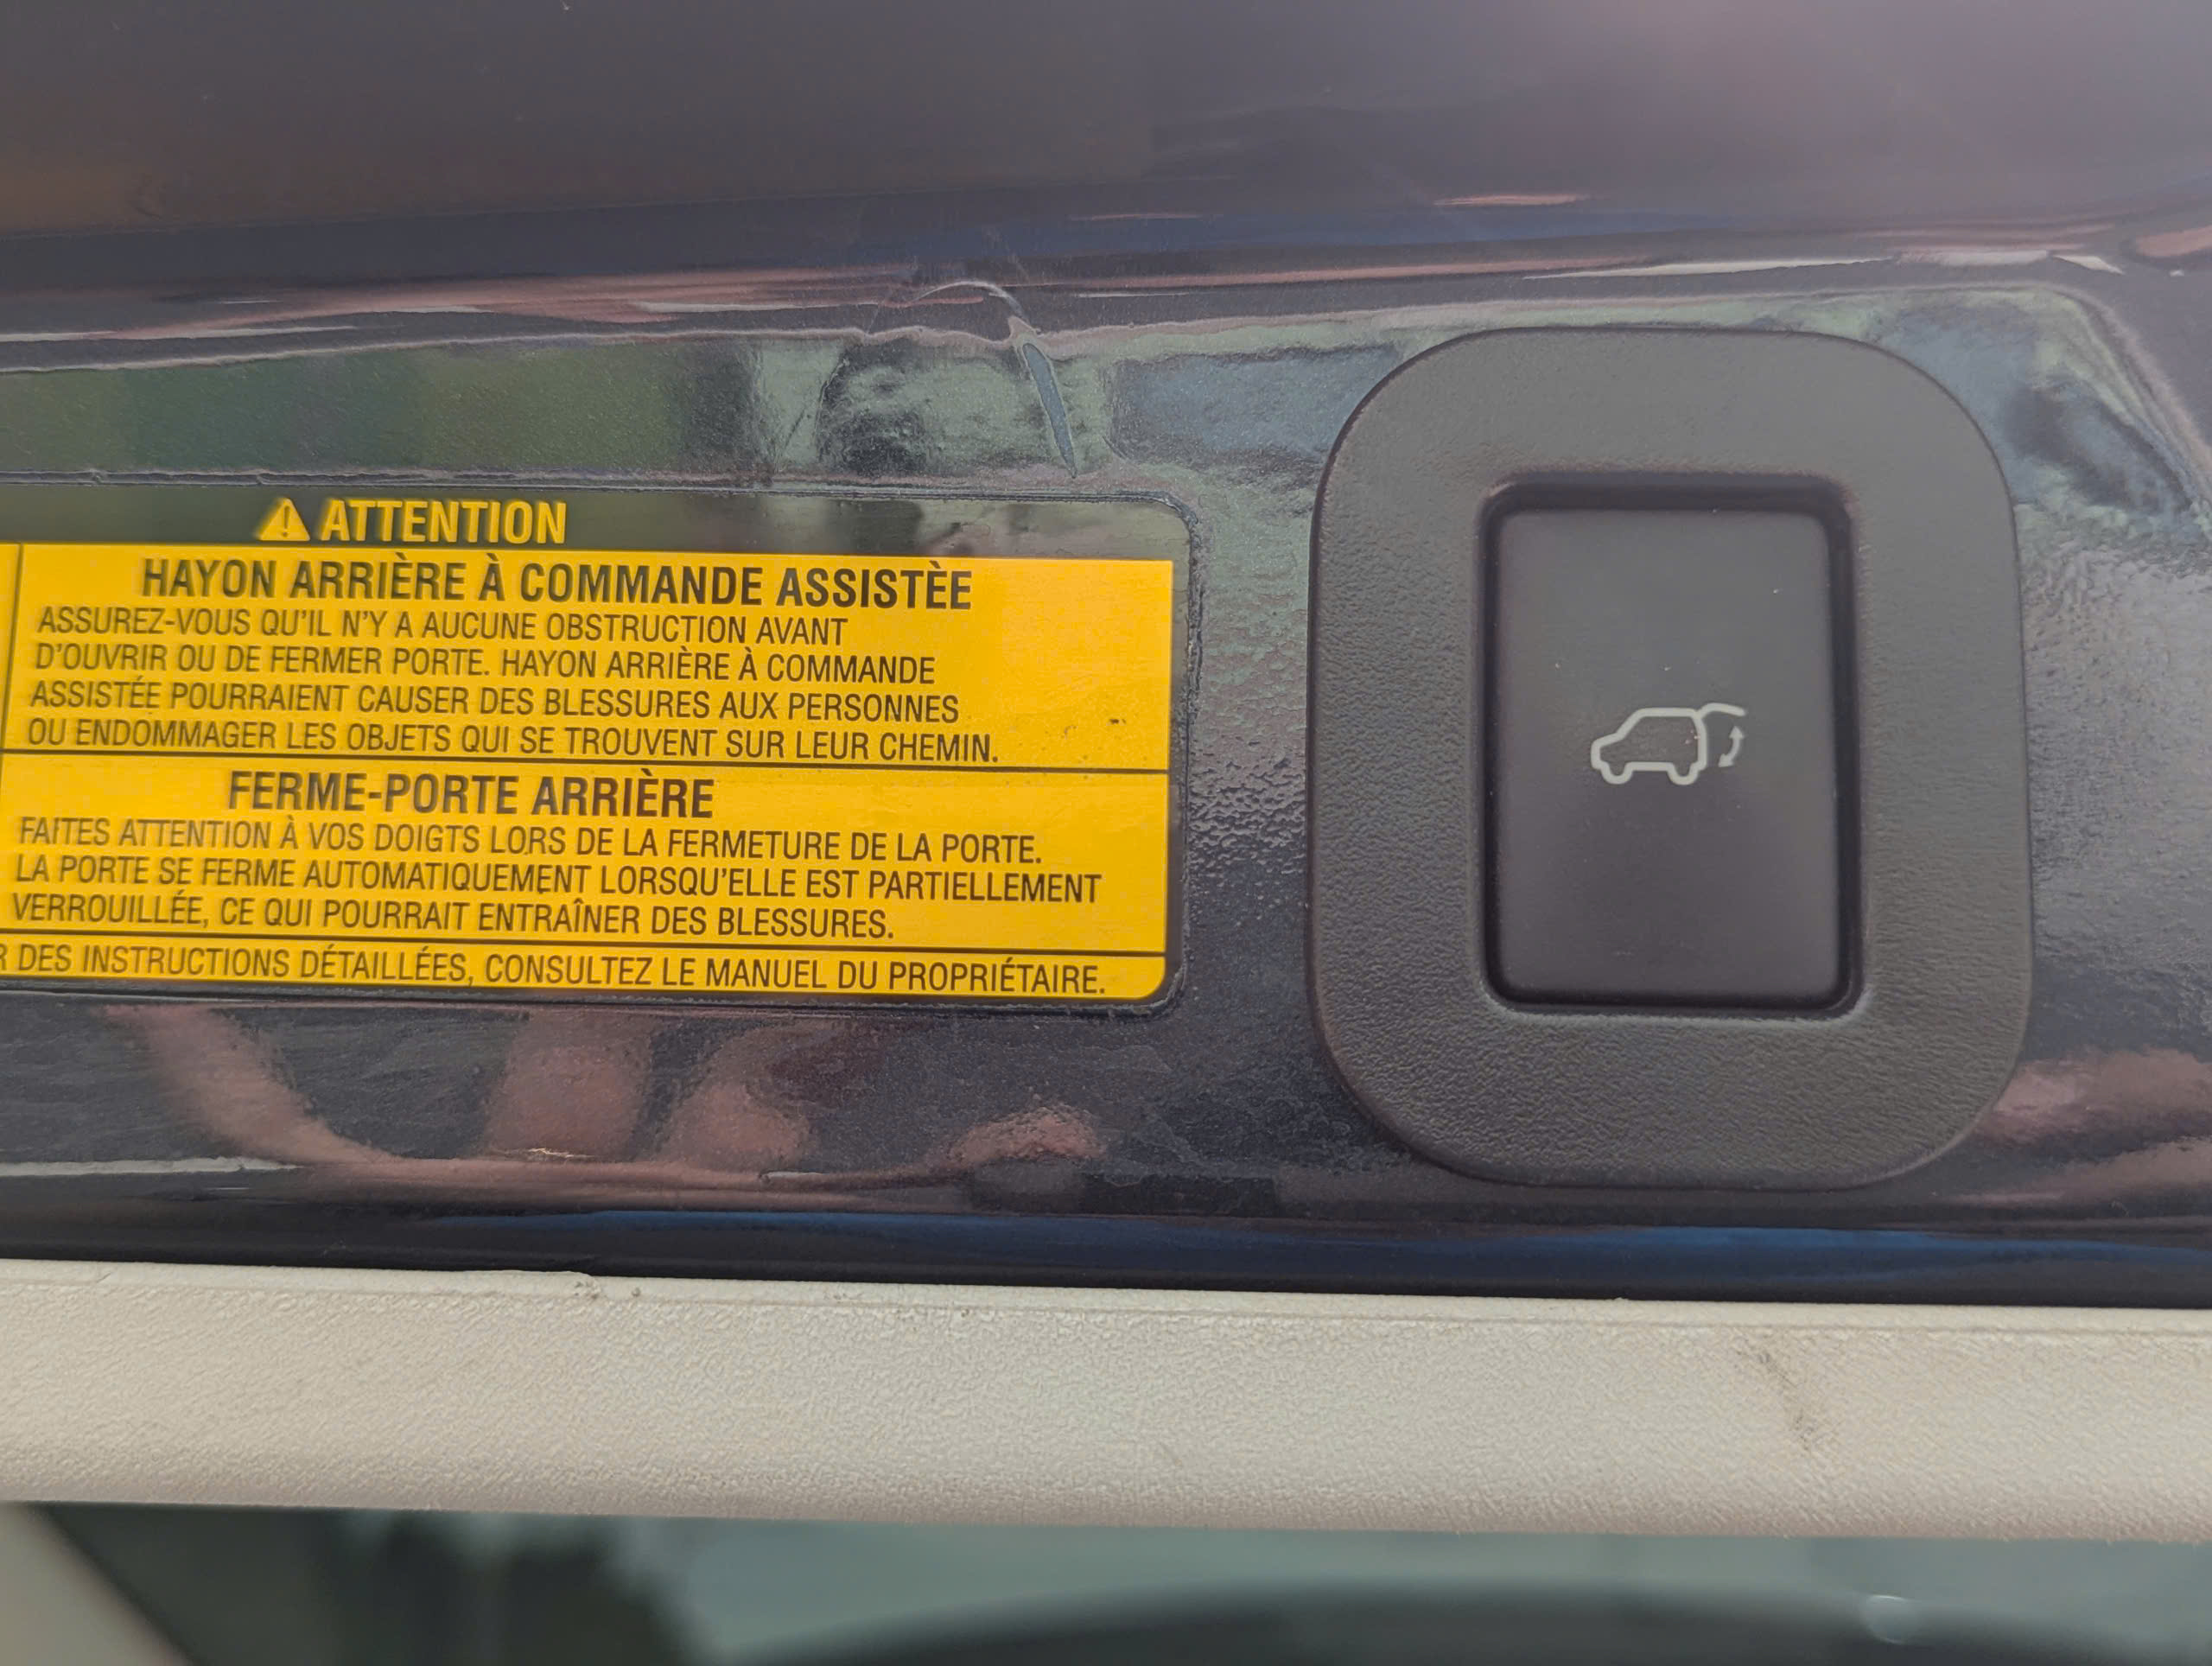 ATTENTION
HAYON ARRIÈRE À COMMANDE ASSISTÈE
ASSUREZ-VOUS QU'IL N'Y A AUCUNE OBSTRUCTION AVANT
D'OUVRIR OU DE FERMER PORTE. HAYON ARRIÈRE À COMMANDE
ASSISTÉE POURRAIENT CAUSER DES BLESSURES AUX PERSONNES
OU ENDOMMAGER LES OBJETS QUI SE TROUVENT SUR LEUR CHEMIN.
FERME-PORTE ARRIÈRE
FAITES ATTENTION À VOS DOIGTS LORS DE LA FERMETURE DE LA PORTE.
LA PORTE SE FERME AUTOMATIQUEMENT LORSQU'ELLE EST PARTIELLEMENT
VERROUILLÉE, CE QUI POURRAIT ENTRAÎNER DES BLESSURES.
DES INSTRUCTIONS DÉTAILLÉES, CONSULTEZ LE MANUEL DU PROPRIÉTAIRE.